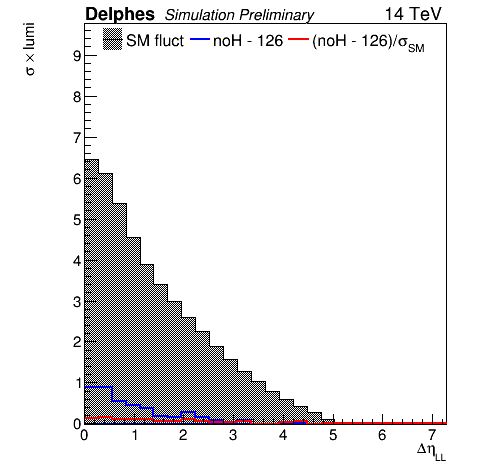 Delphes Simulation Preliminary 14 TeV
σ × lumi
SM fluct noH - 126 (noH - 126)/σSM
9
8
7
6
5
4
3
2
1
0
0 1 2 3 4 5 6 7
ΔηLL